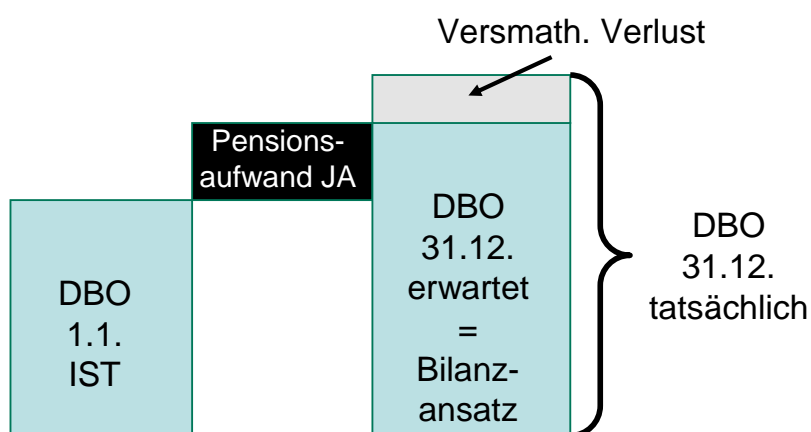 Versmath. Verlust
Pensions-
aufwand JA
DBO
1.1.
IST
DBO
31.12.
erwartet
=
Bilanz-
ansatz
DBO
31.12.
tatsächlich